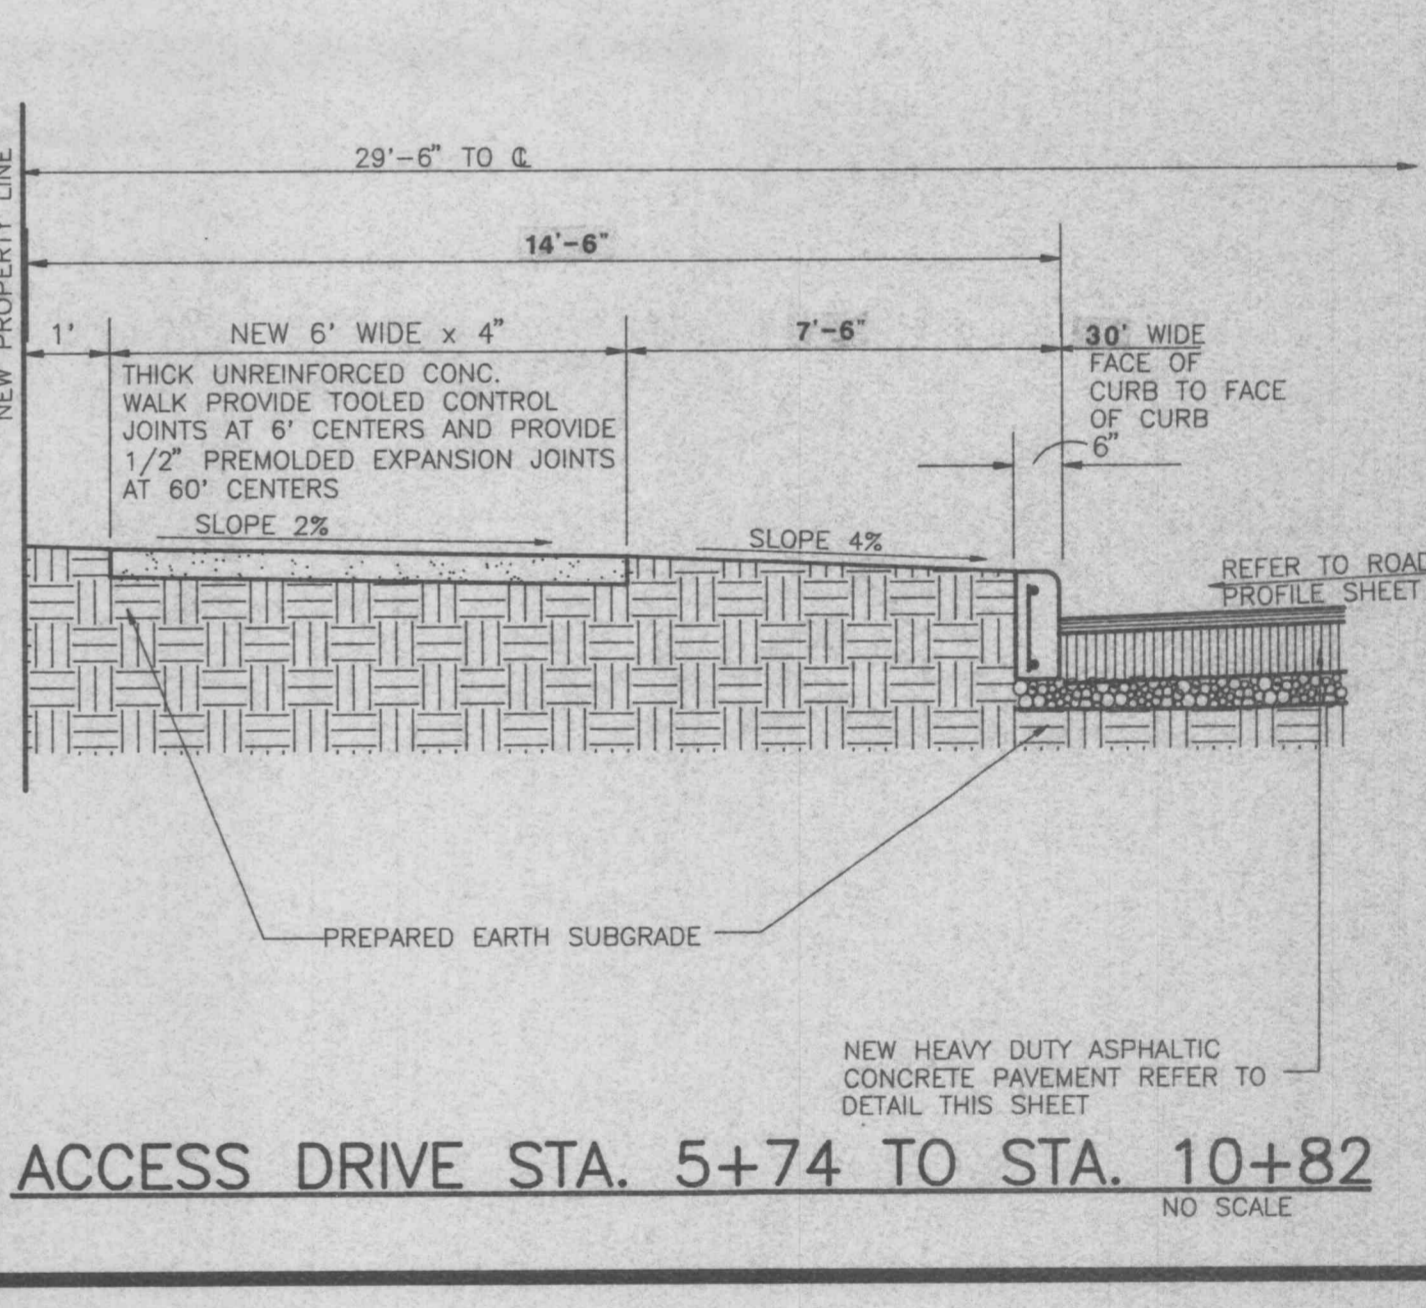 NEW PROPERTY LINE
29'-6" TO ℄
14'-6"
1'
NEW 6' WIDE x 4"
THICK UNREINFORCED CONC.
WALK PROVIDE TOOLED CONTROL
JOINTS AT 6' CENTERS AND PROVIDE
1/2" PREMOLDED EXPANSION JOINTS
AT 60' CENTERS
7'-6"
30' WIDE
FACE OF
CURB TO FACE
OF CURB
6"
SLOPE 2%
SLOPE 4%
REFER TO ROAD
PROFILE SHEET
PREPARED EARTH SUBGRADE
NEW HEAVY DUTY ASPHALTIC
CONCRETE PAVEMENT REFER TO
DETAIL THIS SHEET
ACCESS DRIVE STA. 5+74 TO STA. 10+82
NO SCALE